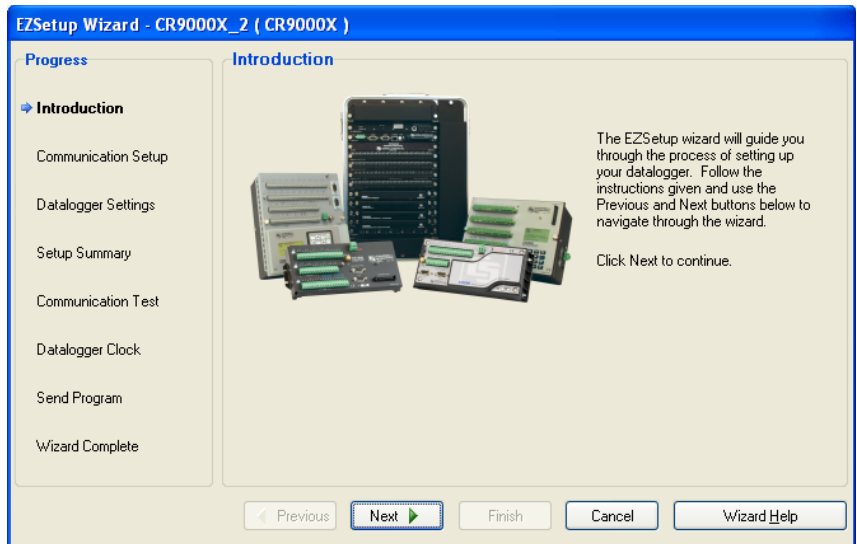 EZSetup Wizard - CR9000X_2 ( CR9000X )
Progress
Introduction
Communication Setup
Datalogger Settings
Setup Summary
Communication Test
Datalogger Clock
Send Program
Wizard Complete
Introduction
The EZSetup wizard will guide you
through the process of setting up
your datalogger. Follow the
instructions given and use the
Previous and Next buttons below to
navigate through the wizard.
Click Next to continue.
Previous
Next
Finish
Cancel
Wizard Help